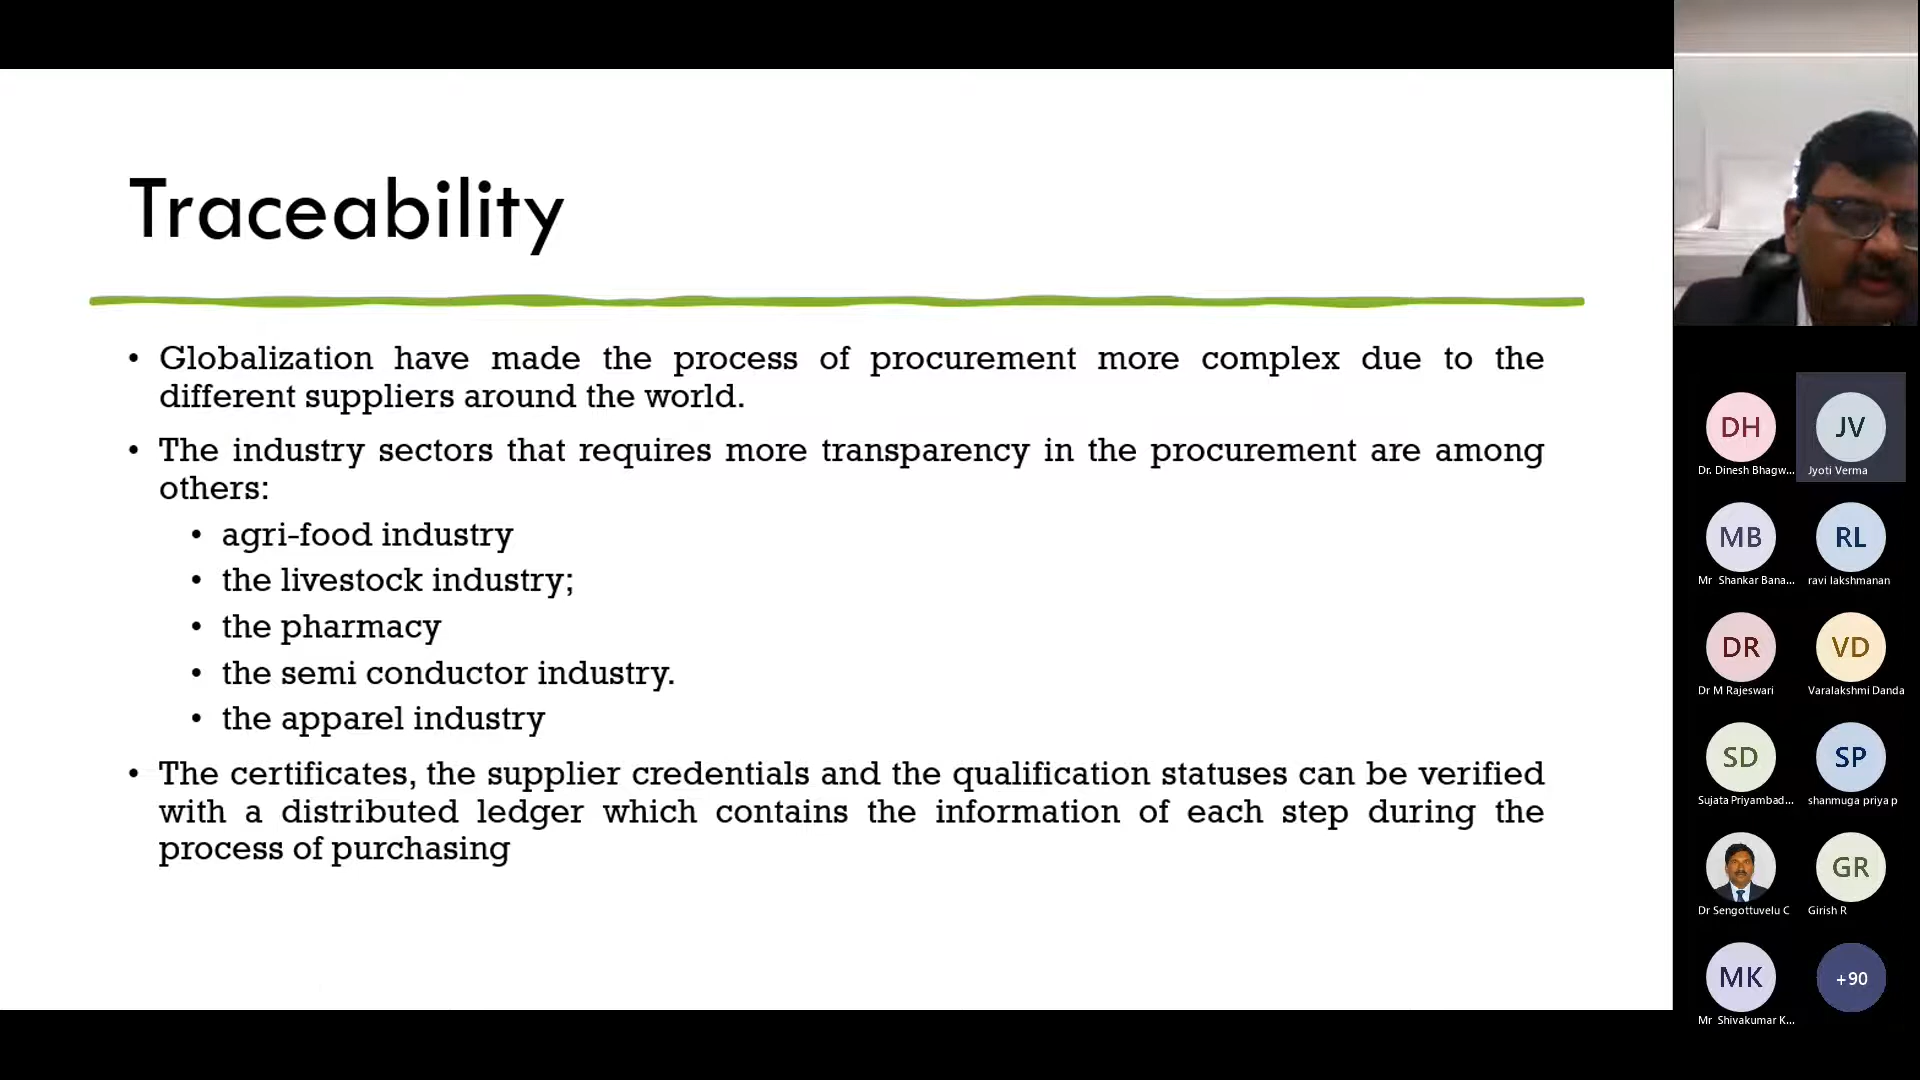 Traceability
• Globalization have made the process of procurement more complex due to the
different suppliers around the world.
• The industry sectors that requires more transparency in the procurement are among
others:
• agri-food industry
• the livestock industry;
• the pharmacy
• the semi conductor industry.
• the apparel industry
• The certificates, the supplier credentials and the qualification statuses can be verified
with a distributed ledger which contains the information of each step during the
process of purchasing
DH
JV
Dr. Dinesh Bhagw...
Jyoti Verma
MB
RL
Mr Shankar Bana...
ravi lakshmanan
DR
VD
Dr M Rajeswari
Varalakshmi Danda
SD
SP
Sujata Priyambad...
shanmuga priya p
GR
Dr Sengottuvelu C
Girish R
MK
+90
Mr Shivakumar K...